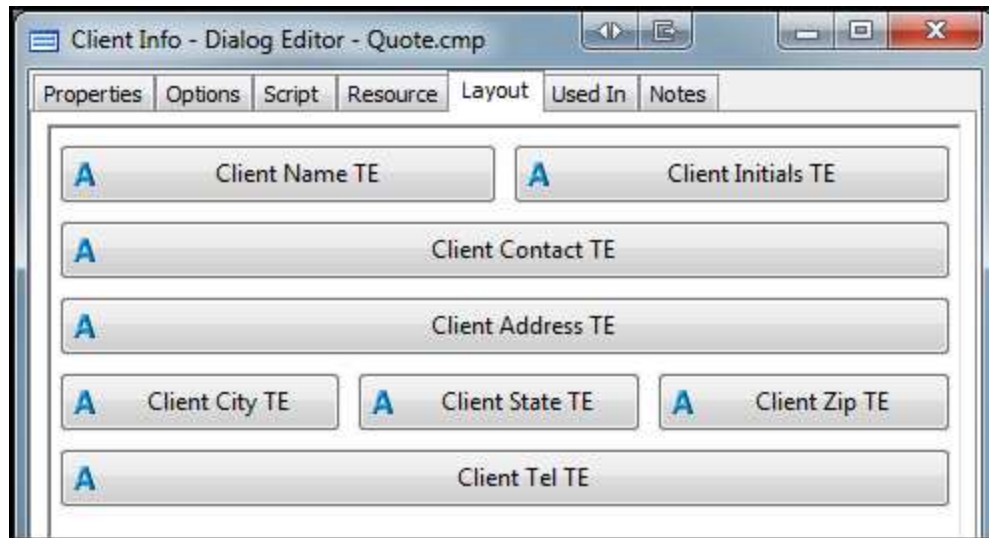 Client Info - Dialog Editor - Quote.cmp
Properties Options Script Resource Layout Used In Notes
A Client Name TE A Client Initials TE
A Client Contact TE
A Client Address TE
A Client City TE A Client State TE A Client Zip TE
A Client Tel TE